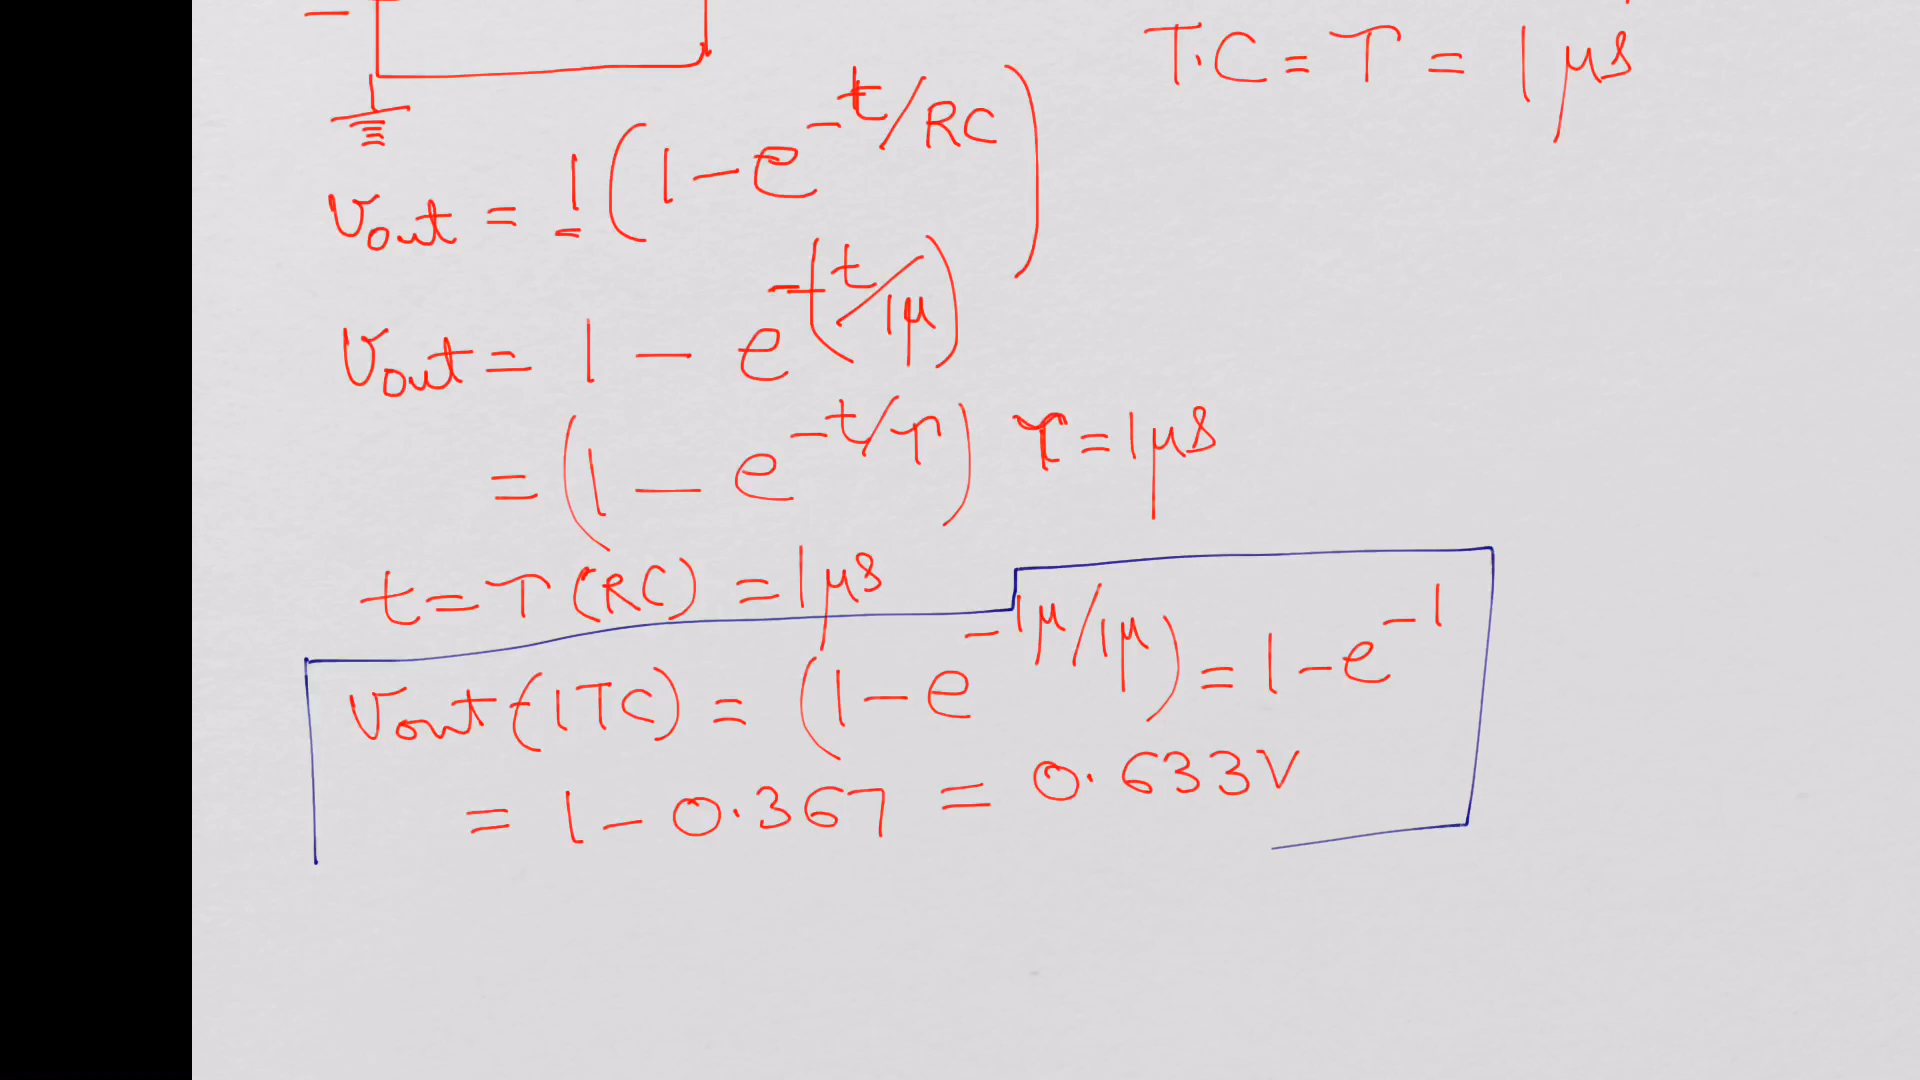 T.C = τ = 1μs
Vout = 1(1-e^-t/RC)
Vout = 1 - e^-(t/1μ)
= (1 - e^-t/τ) τ = 1μs
t = τ (RC) = 1μs
Vout (1TC) = (1-e^-1μ/1μ) = 1-e^-1
= 1 - 0.367 = 0.633V